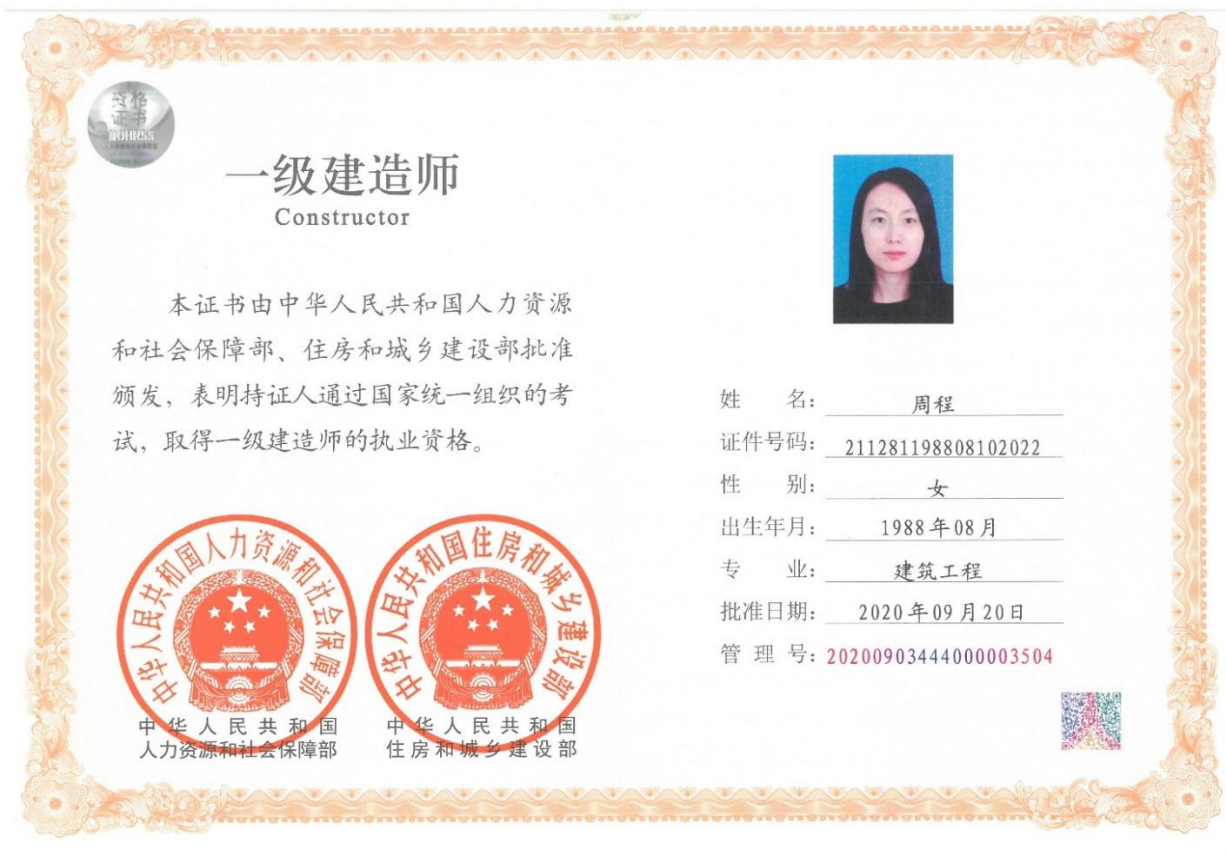 资格
证书
MOHRSS
一级建造师
Constructor
本证书由中华人民共和国人力资源
和社会保障部、住房和城乡建设部批准
颁发，表明持证人通过国家统一组织的考
试，取得一级建造师的执业资格。
中华人民共和国人力资源和社会保障部
中华人民共和国住房和城乡建设部
中华人民共和国
人力资源和社会保障部
中华人民共和国
住房和城乡建设部
姓 名： 周程
证件号码： 211281198808102022
性 别： 女
出生年月： 1988年08月
专 业： 建筑工程
批准日期： 2020年09月20日
管 理 号： 20200903444000003504